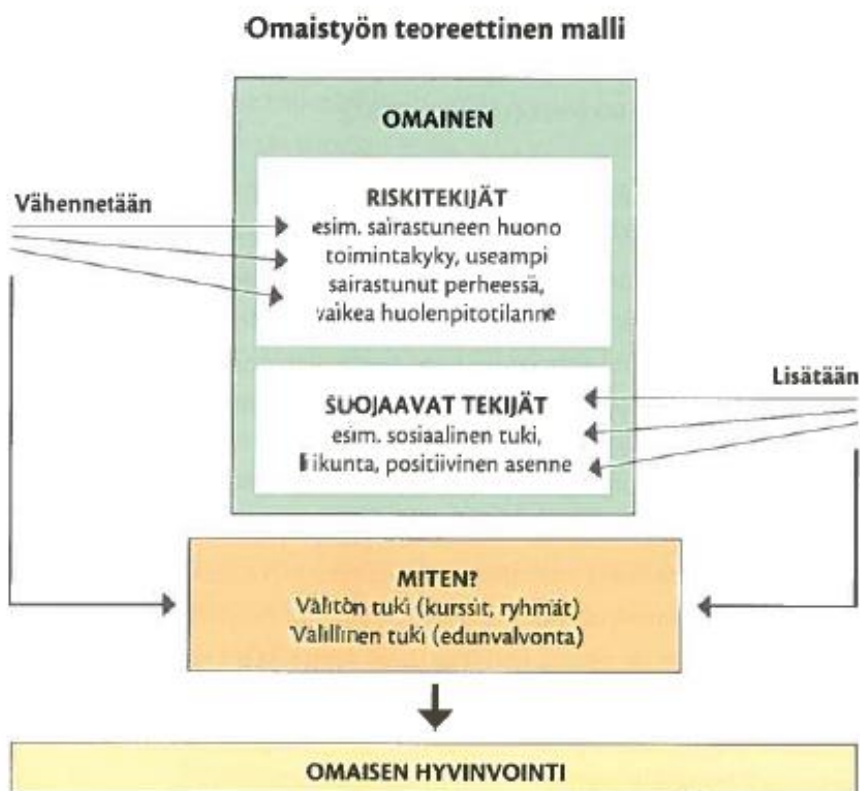 Omaistyön teoreettinen malli
OMAINEN
Vähennetään
RISKITEKIJÄT
esim. sairastuneen huono
toimintakyky, useampi
sairastunut perheessä,
vaikea huolenpitotilanne
Lisätään
SUOJAAVAT TEKIJÄT
esim. sosiaalinen tuki,
liikunta, positiivinen asenne
MITEN?
Välitön tuki (kurssit, ryhmät)
Välillinen tuki (edunvalvonta)
OMAISEN HYVINVOINTI